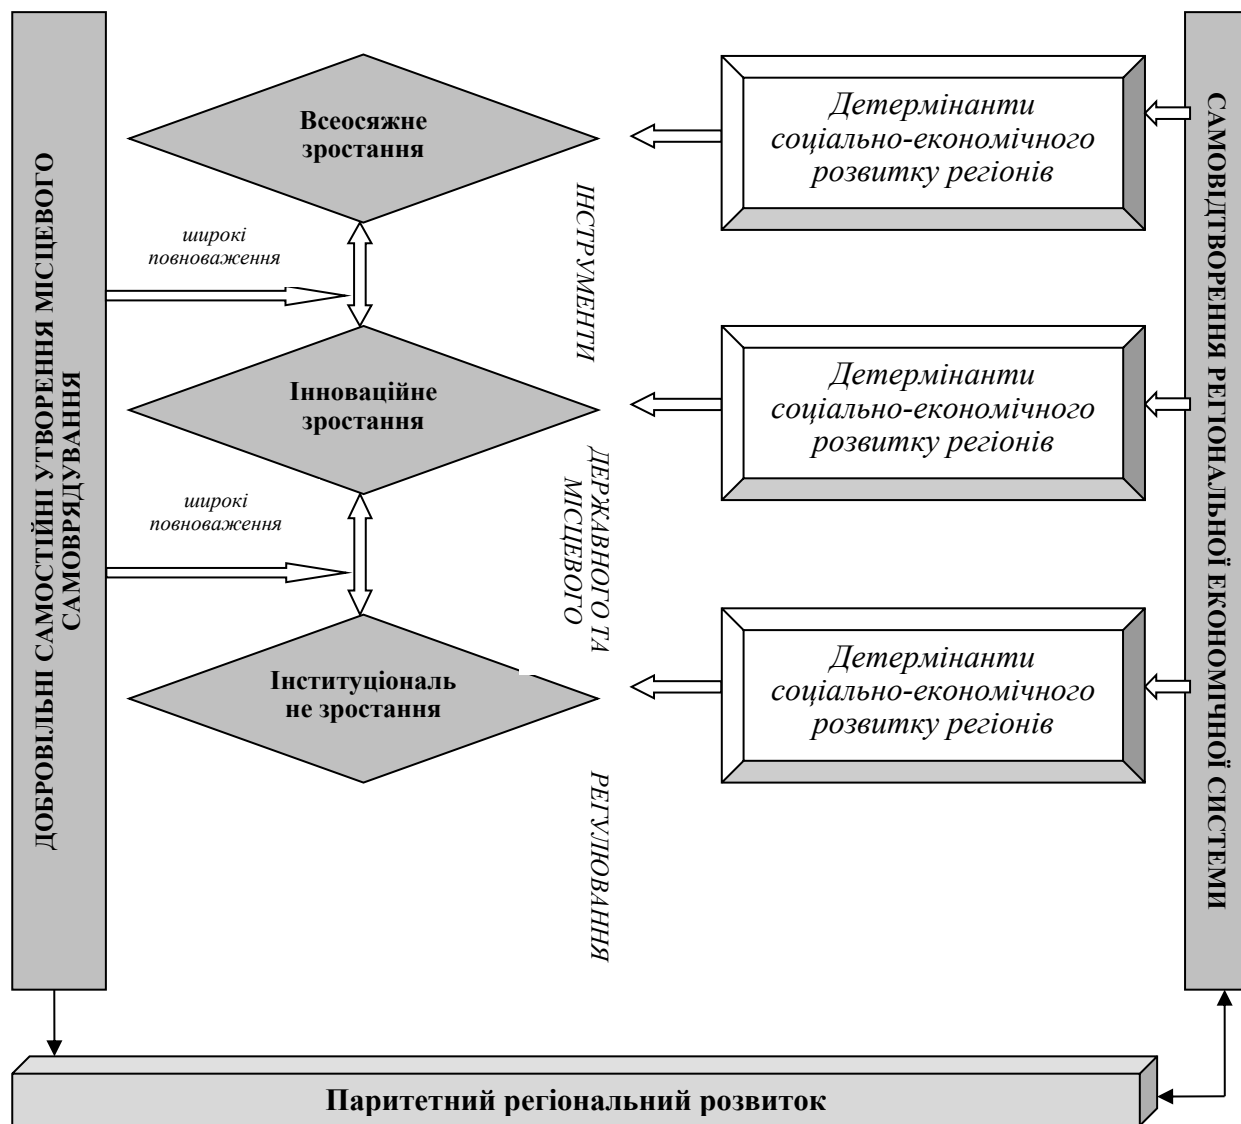 ДОБРОВІЛЬНІ САМОСТІЙНІ УТВОРЕННЯ МІСЦЕВОГО
САМОВРЯДУВАННЯ
Всеосяжне
зростання
широкі
повноваження
Інноваційне
зростання
широкі
повноваження
Інституціональ
не зростання
ІНСТРУМЕНТИ
ДЕРЖАВНОГО ТА
МІСЦЕВОГО
РЕГУЛЮВАННЯ
Детермінанти
соціально-економічного
розвитку регіонів
Детермінанти
соціально-економічного
розвитку регіонів
Детермінанти
соціально-економічного
розвитку регіонів
САМОВІДТВОРЕННЯ РЕГІОНАЛЬНОЇ ЕКОНОМІЧНОЇ СИСТЕМИ
Паритетний регіональний розвиток